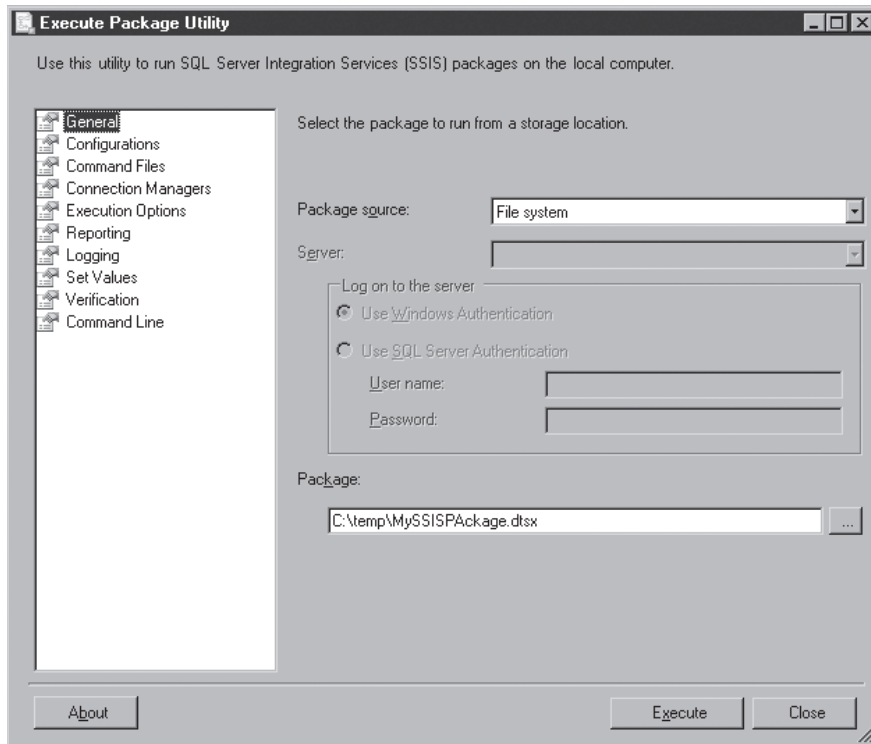 Execute Package Utility
Use this utility to run SQL Server Integration Services (SSIS) packages on the local computer.
General
Configurations
Command Files
Connection Managers
Execution Options
Reporting
Logging
Set Values
Verification
Command Line
Select the package to run from a storage location.
Package source: File system
Server:
Log on to the server
Use Windows Authentication
Use SQL Server Authentication
User name:
Password:
Package:
C:\temp\MySSISPAckage.dtsx ...
About Execute Close